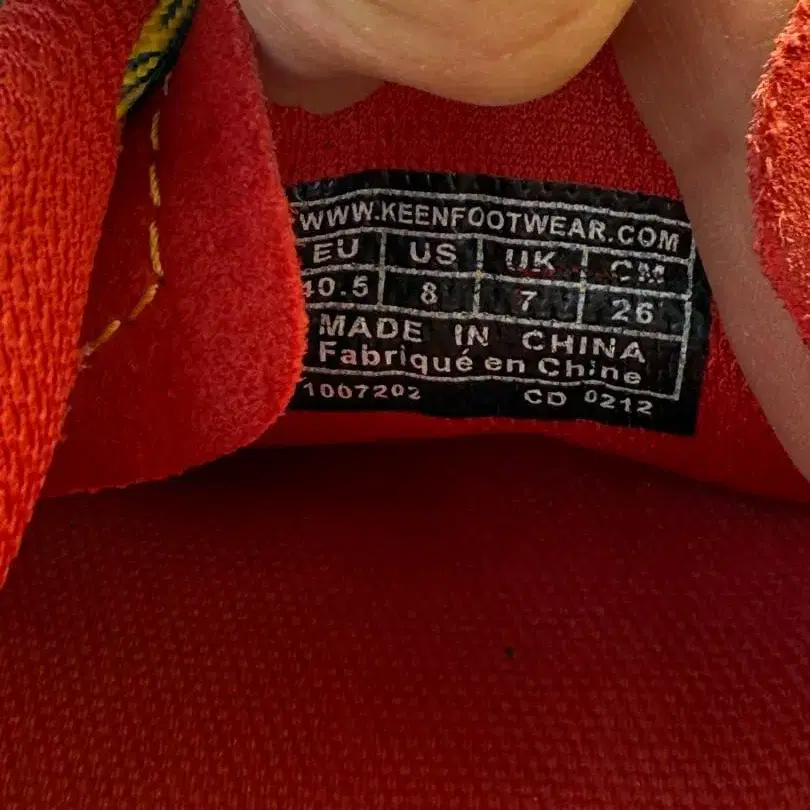 WWW.KEENFOOTWEAR.COM
EU US UK CM
40.5 8 7 26
MADE IN CHINA
Fabriqué en Chine
1007202 CD 0212